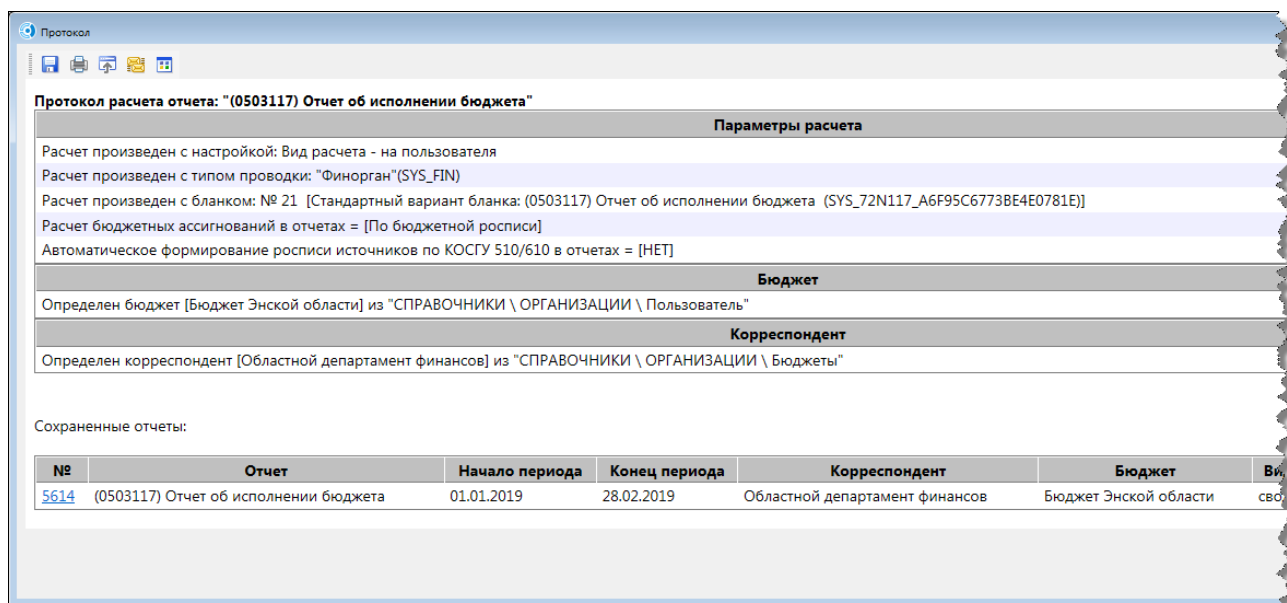 Протокол
Протокол расчета отчета: "(0503117) Отчет об исполнении бюджета"
Параметры расчета
Расчет произведен с настройкой: Вид расчета - на пользователя
Расчет произведен с типом проводки: "Финорган"(SYS_FIN)
Расчет произведен с бланком: № 21 [Стандартный вариант бланка: (0503117) Отчет об исполнении бюджета (SYS_72N117_A6F95C6773BE4E0781E)]
Расчет бюджетных ассигнований в отчетах = [По бюджетной росписи]
Автоматическое формирование росписи источников по КОСГУ 510/610 в отчетах = [НЕТ]
Бюджет
Определен бюджет [Бюджет Энской области] из "СПРАВОЧНИКИ \ ОРГАНИЗАЦИИ \ Пользователь"
Корреспондент
Определен корреспондент [Областной департамент финансов] из "СПРАВОЧНИКИ \ ОРГАНИЗАЦИИ \ Бюджеты"
Сохраненные отчеты:
№ Отчет Начало периода Конец периода Корреспондент Бюджет
5614 (0503117) Отчет об исполнении бюджета 01.01.2019 28.02.2019 Областной департамент финансов Бюджет Энской области